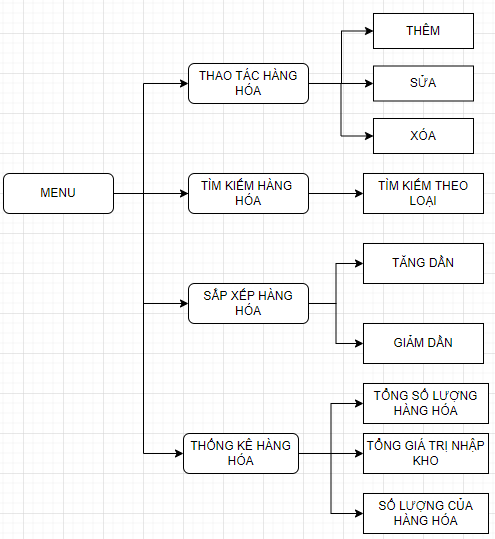 THÊM
THAO TÁC HÀNG
HÓA
SỬA
XÓA
MENU
TÌM KIẾM HÀNG
HÓA
TÌM KIẾM THEO
LOẠI
SẮP XẾP HÀNG
HÓA
TĂNG DẦN
GIẢM DẦN
THỐNG KÊ HÀNG
HÓA
TỔNG SỐ LƯỢNG
HÀNG HÓA
TỔNG GIÁ TRỊ NHẬP
KHO
SỐ LƯỢNG CỦA
HÀNG HÓA